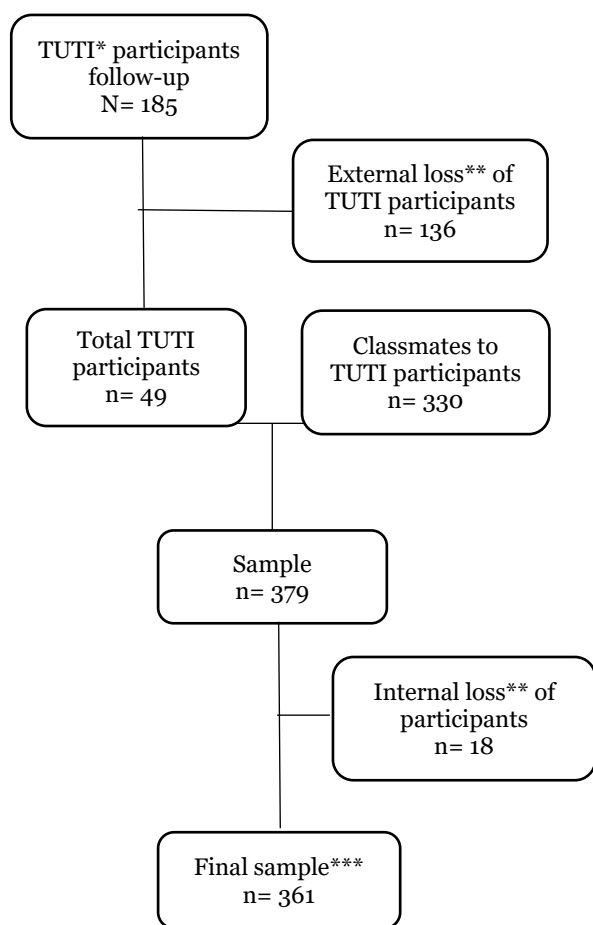 TUTI* participants
follow-up
N= 185
External loss** of
TUTI participants
n= 136
Total TUTI
participants
n= 49
Classmates to
TUTI participants
n= 330
Sample
n= 379
Internal loss** of
participants
n= 18
Final sample***
n= 361